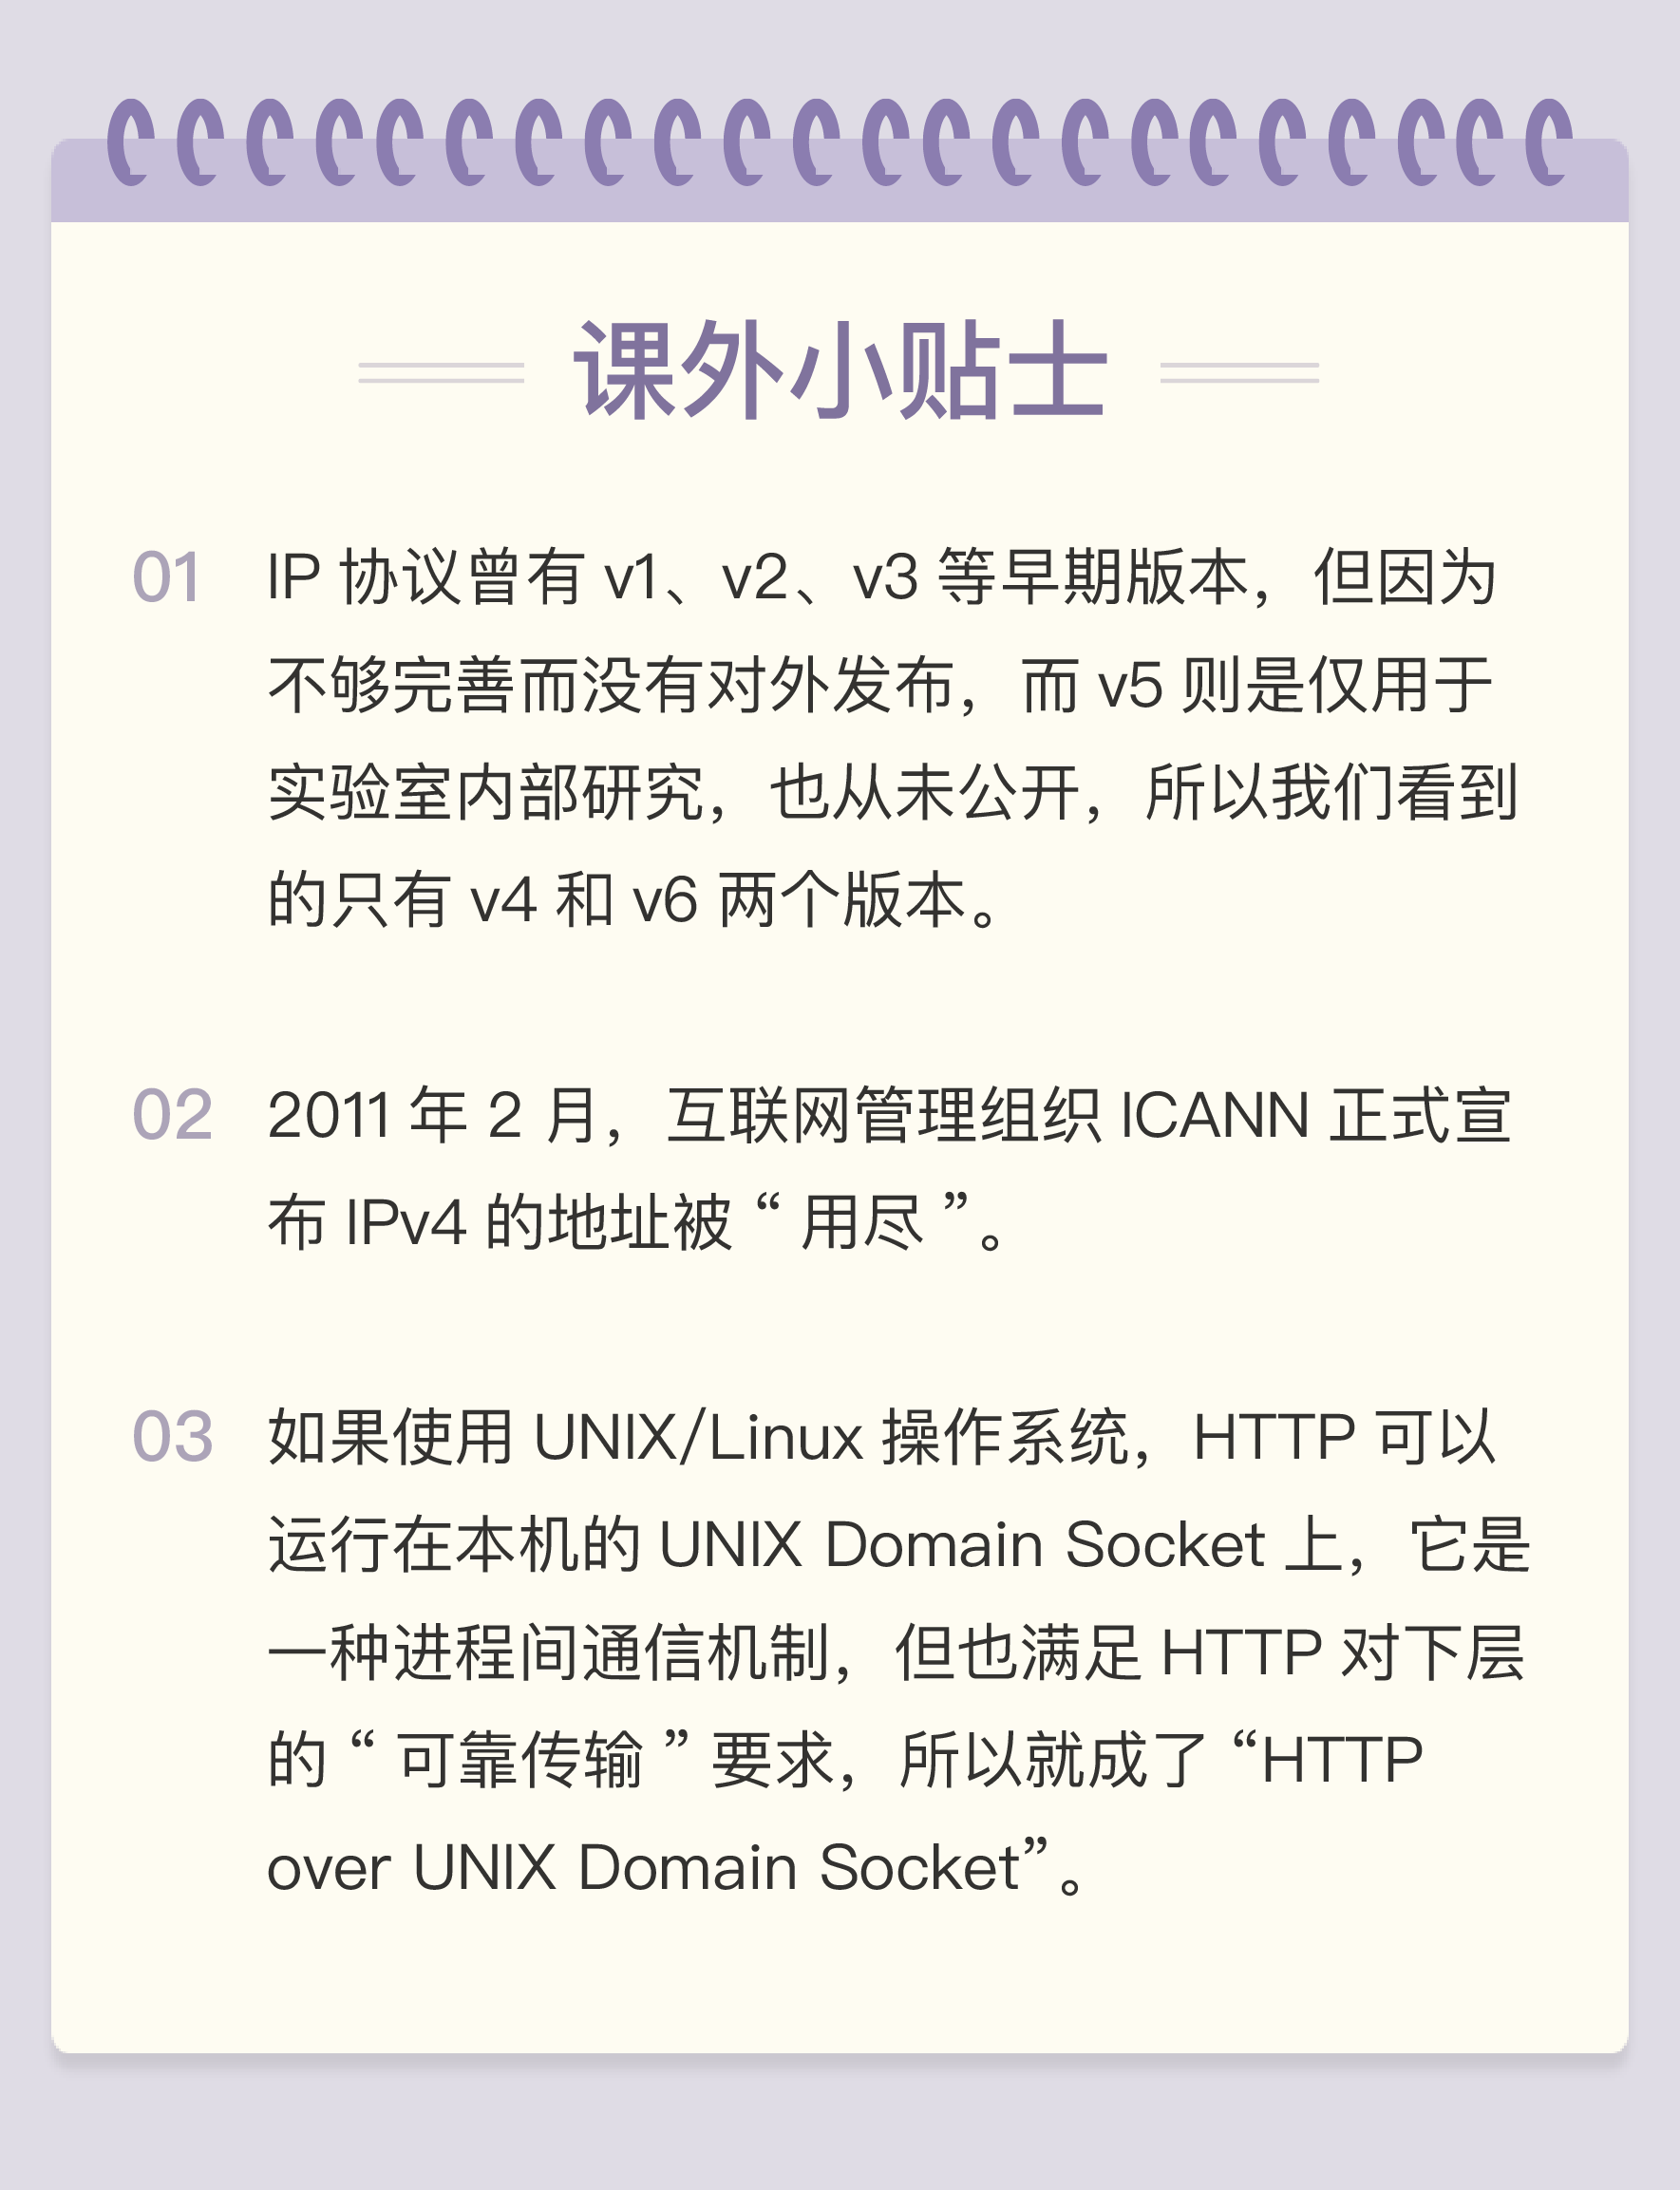 课外小贴士
01 IP 协议曾有 v1、v2、v3 等早期版本，但因为
不够完善而没有对外发布，而 v5 则是仅用于
实验室内部研究，也从未公开，所以我们看到
的只有 v4 和 v6 两个版本。
02 2011 年 2 月，互联网管理组织 ICANN 正式宣
布 IPv4 的地址被 “ 用尽 ”。
03 如果使用 UNIX/Linux 操作系统，HTTP 可以
运行在本机的 UNIX Domain Socket 上，它是
一种进程间通信机制，但也满足 HTTP 对下层
的 “ 可靠传输 ” 要求，所以就成了 “HTTP
over UNIX Domain Socket”。